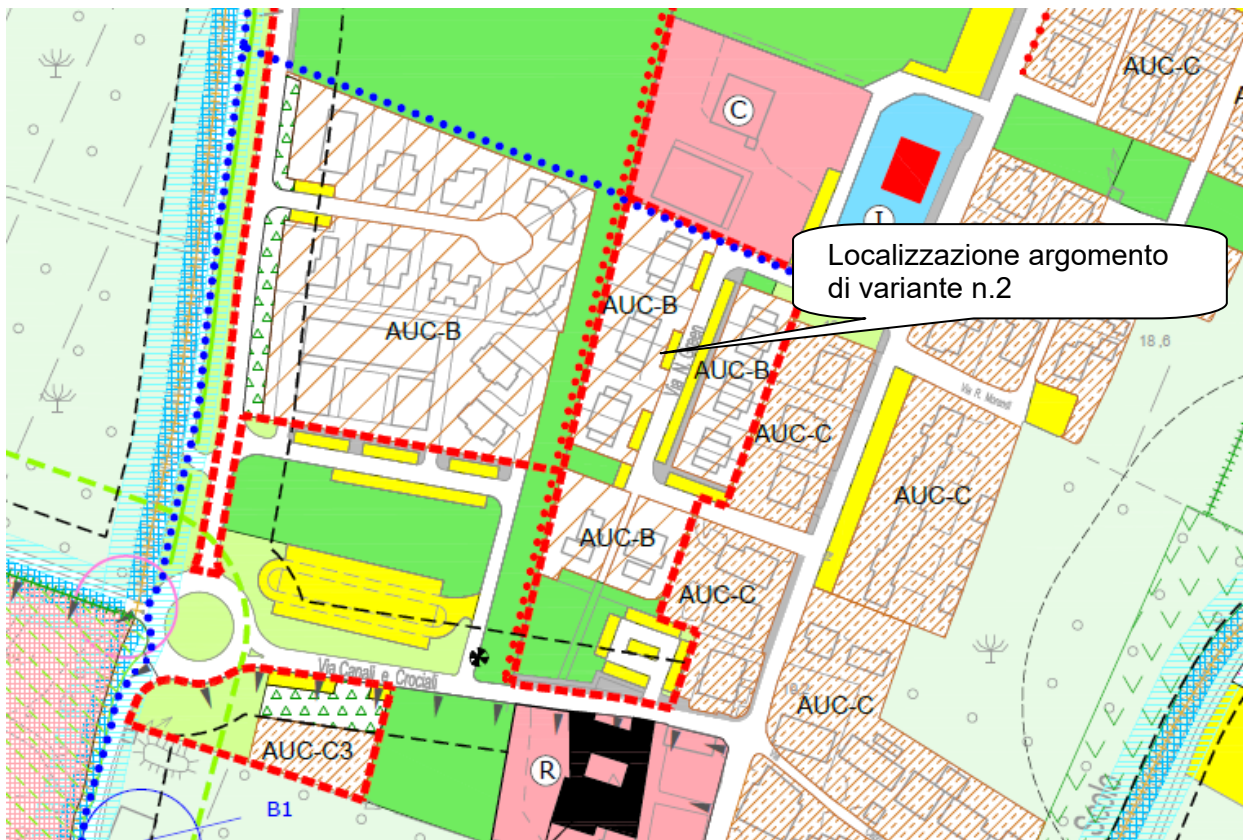 AUC-C
C
I
Localizzazione argomento
di variante n.2
AUC-B
AUC-B
AUC-B
18,6
Via R. Morandi
AUC-C
AUC-C
AUC-B
AUC-C
AUC-C
Via Canali e Crociali
AUC-C3
R
B1